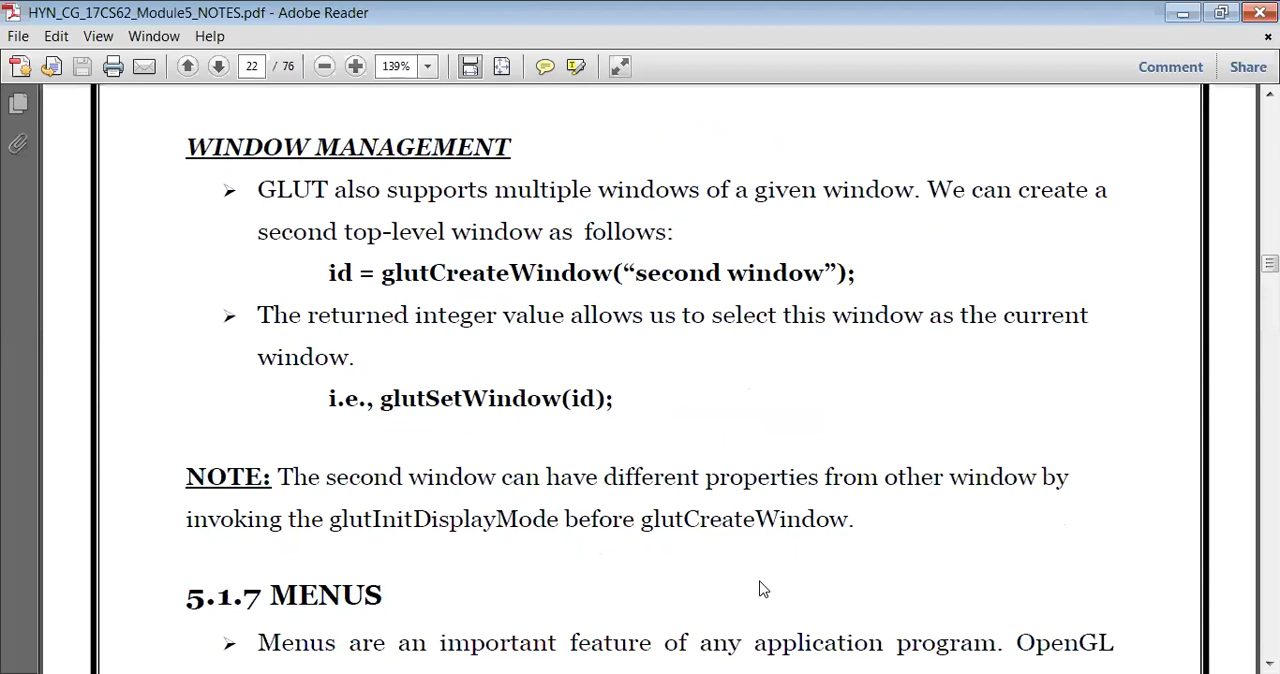 HYN_CG_17CS62_Module5_NOTES.pdf - Adobe Reader
File Edit View Window Help
22 / 76 139% Comment Share
WINDOW MANAGEMENT
➢ GLUT also supports multiple windows of a given window. We can create a
second top-level window as follows:
id = glutCreateWindow(“second window”);
➢ The returned integer value allows us to select this window as the current
window.
i.e., glutSetWindow(id);
NOTE: The second window can have different properties from other window by
invoking the glutInitDisplayMode before glutCreateWindow.
5.1.7 MENUS
➢ Menus are an important feature of any application program. OpenGL